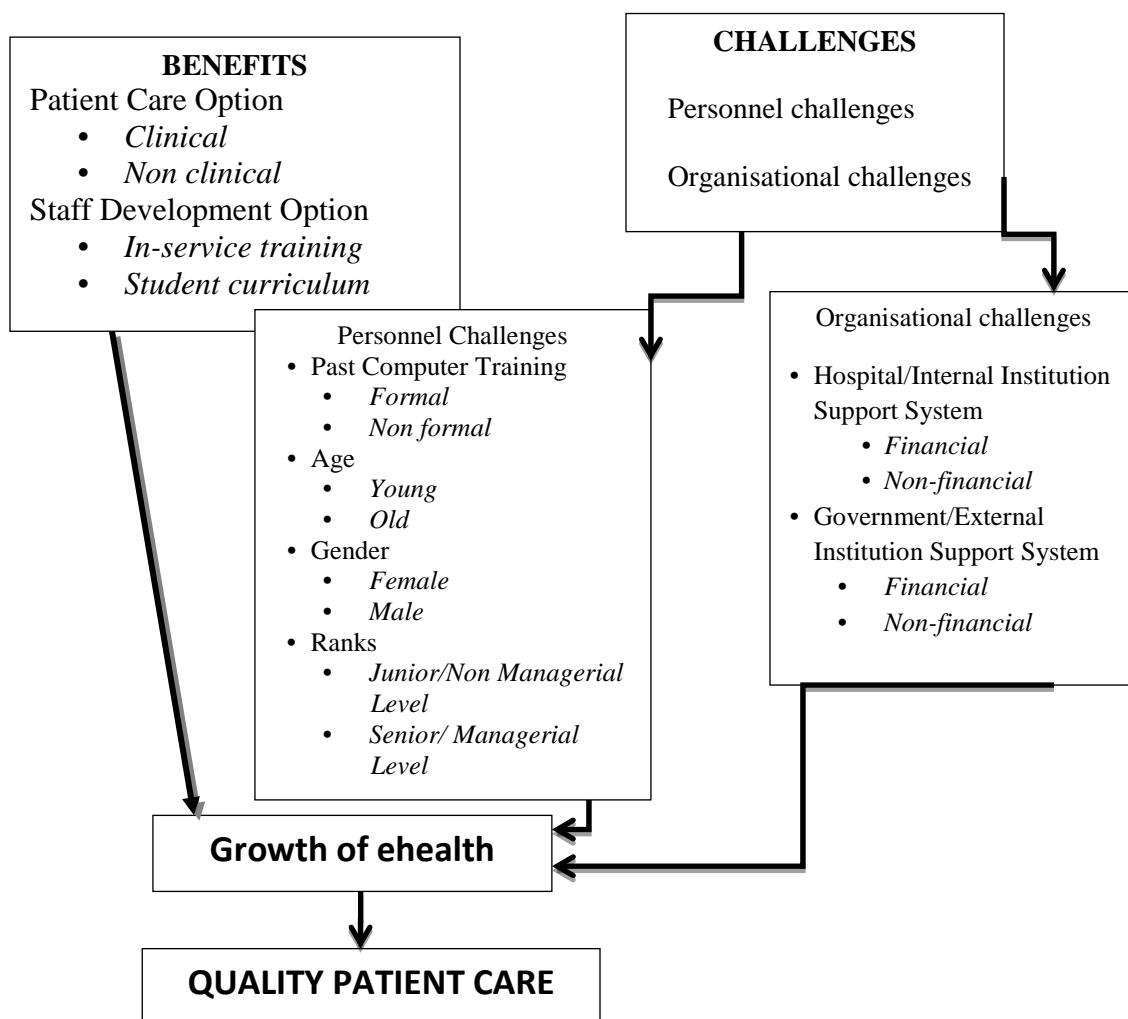 BENEFITS
Patient Care Option
• Clinical
• Non clinical
Staff Development Option
• In-service training
• Student curriculum
CHALLENGES
Personnel challenges
Organisational challenges
Personnel Challenges
• Past Computer Training
• Formal
• Non formal
• Age
• Young
• Old
• Gender
• Female
• Male
• Ranks
• Junior/Non Managerial
Level
• Senior/ Managerial
Level
Organisational challenges
• Hospital/Internal Institution
Support System
• Financial
• Non-financial
• Government/External
Institution Support System
• Financial
• Non-financial
Growth of ehealth
QUALITY PATIENT CARE